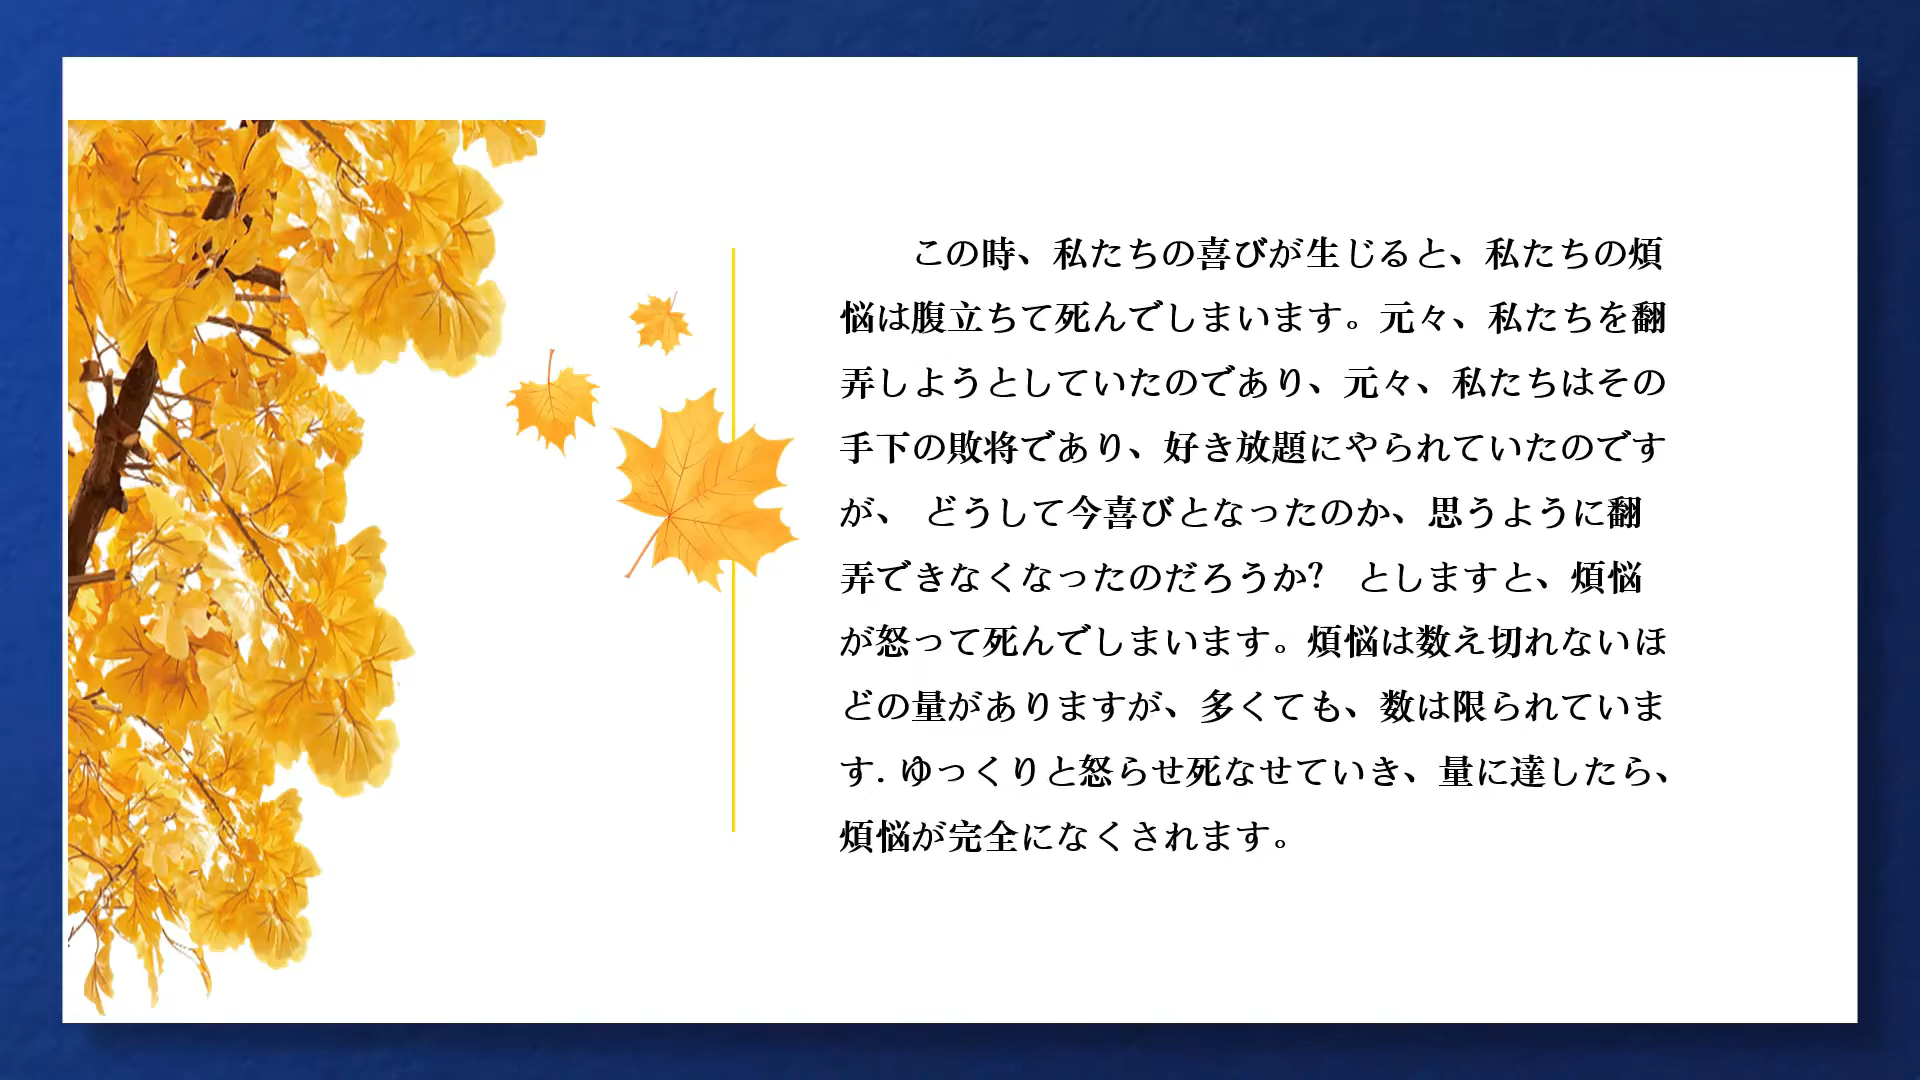 この時、私たちの喜びが生じると、私たちの煩
悩は腹立ちて死んでしまいます。元々、私たちを翻
弄しようとしていたのであり、元々、私たちはその
手下の敗将であり、好き放題にやられていたのです
が、 どうして今喜びとなったのか、思うように翻
弄できなくなったのだろうか? としますと、煩悩
が怒って死んでしまいます。煩悩は数え切れないほ
どの量がありますが、多くても、数は限られていま
す. ゆっくりと怒らせ死なせていき、量に達したら、
煩悩が完全になくされます。